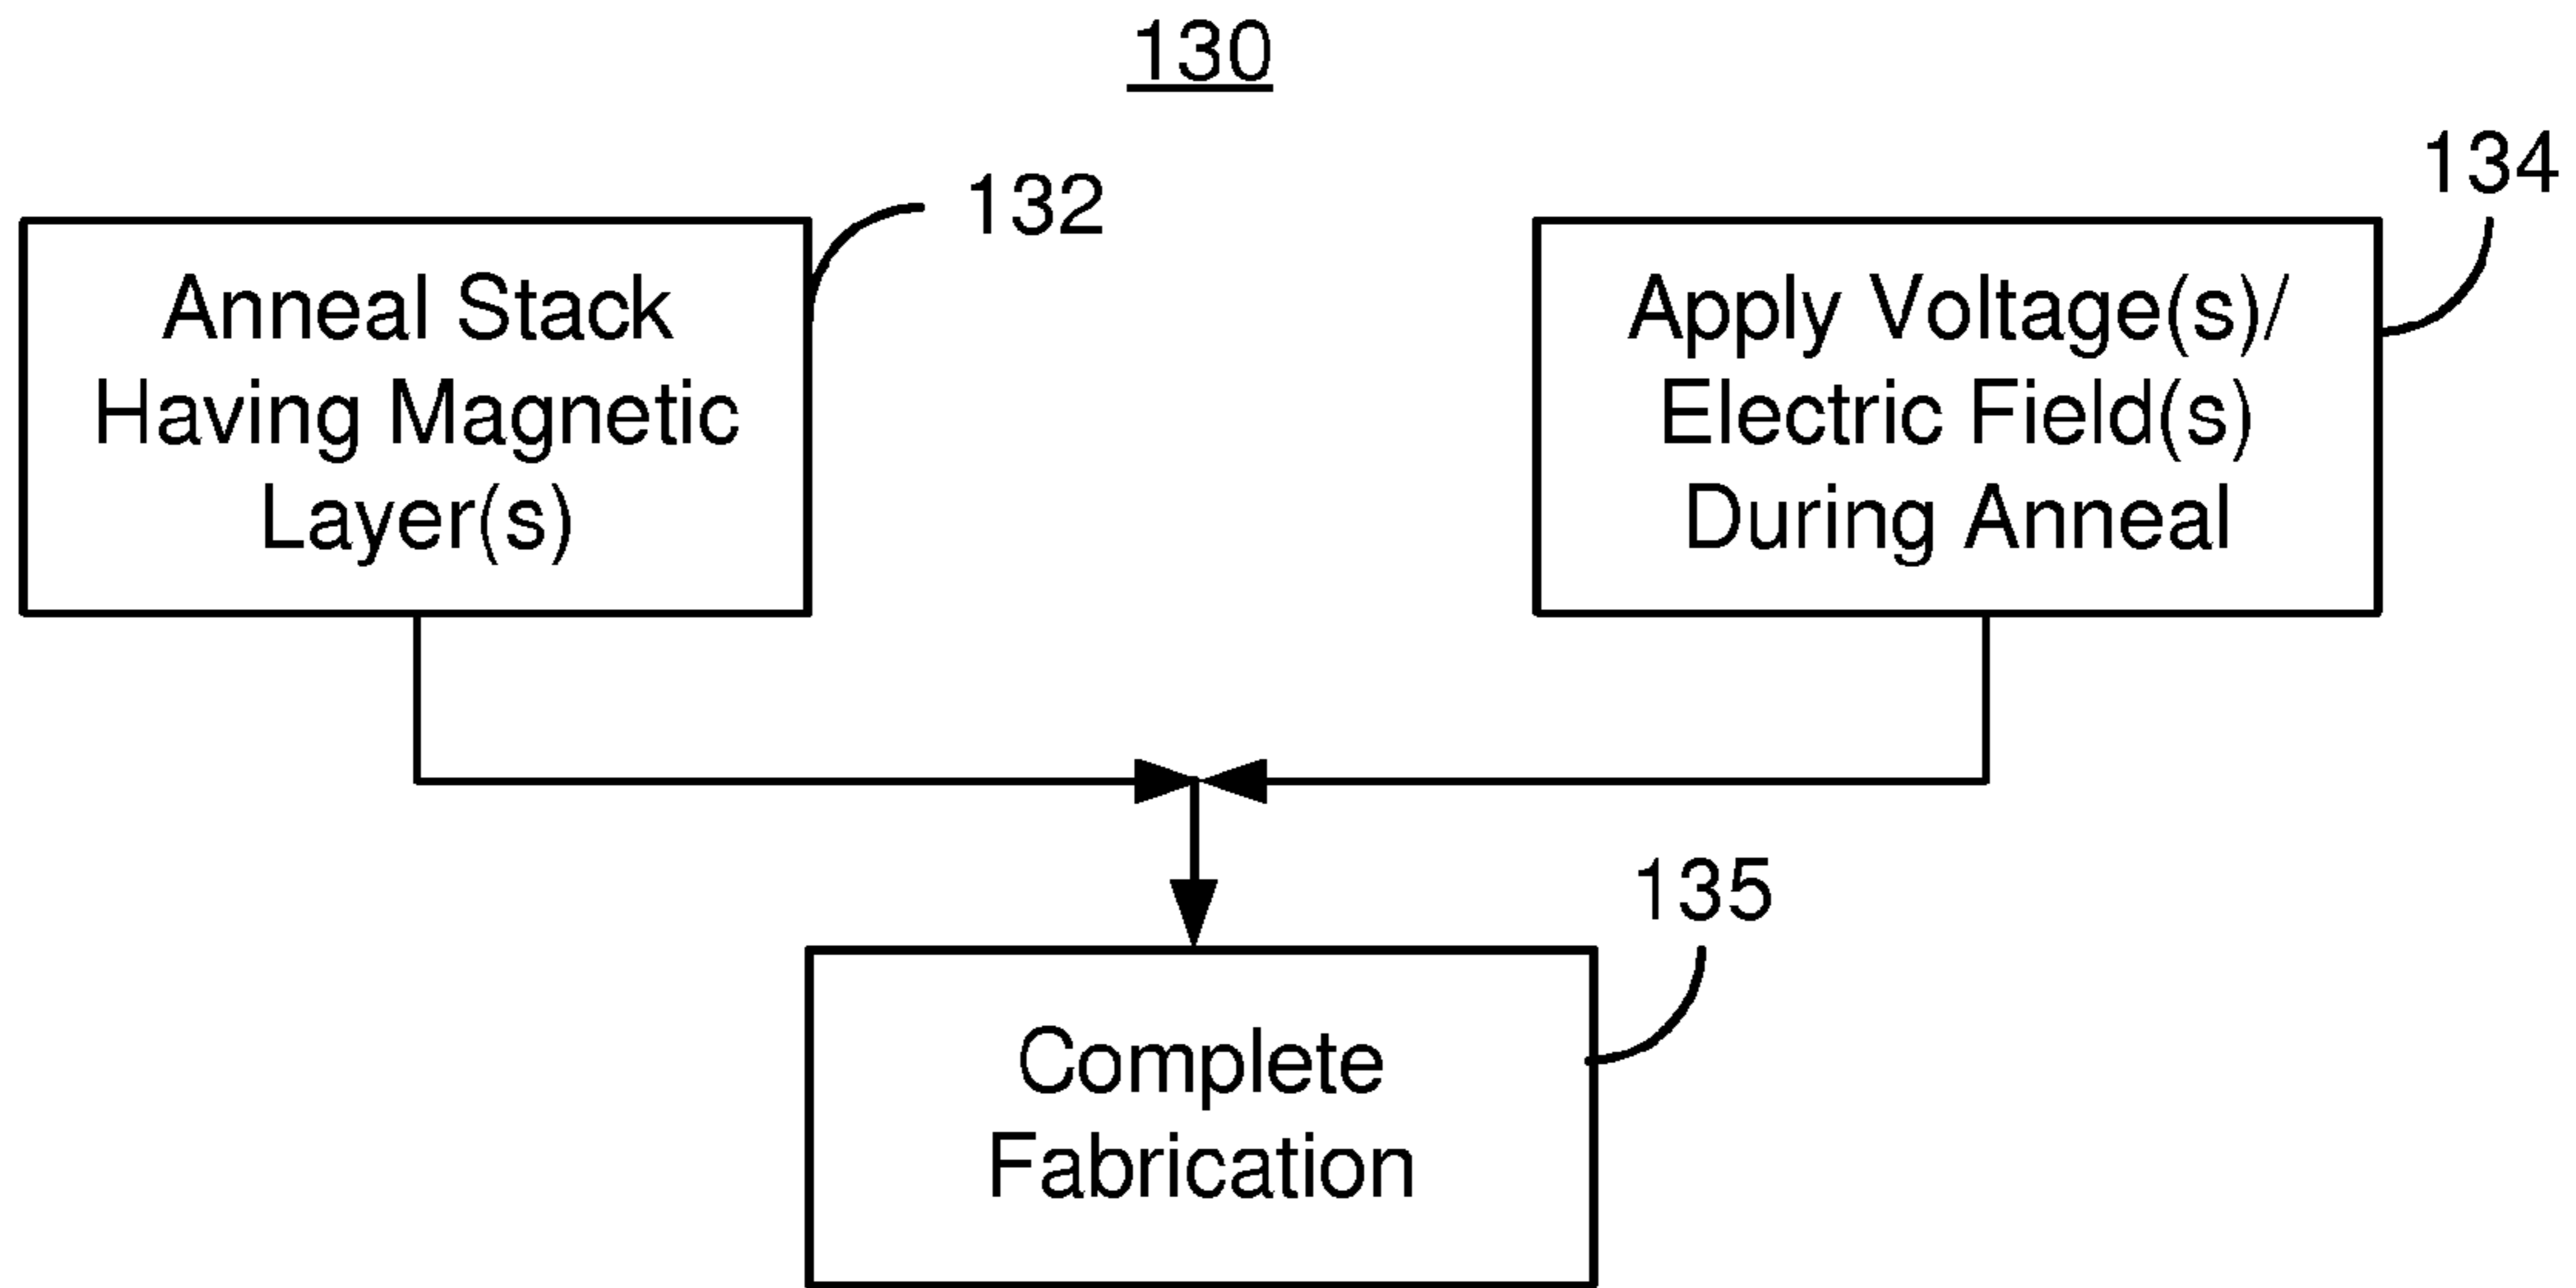 130
132
134
Anneal Stack
Having Magnetic
Layer(s)
Apply Voltage(s)/
Electric Field(s)
During Anneal
135
Complete
Fabrication